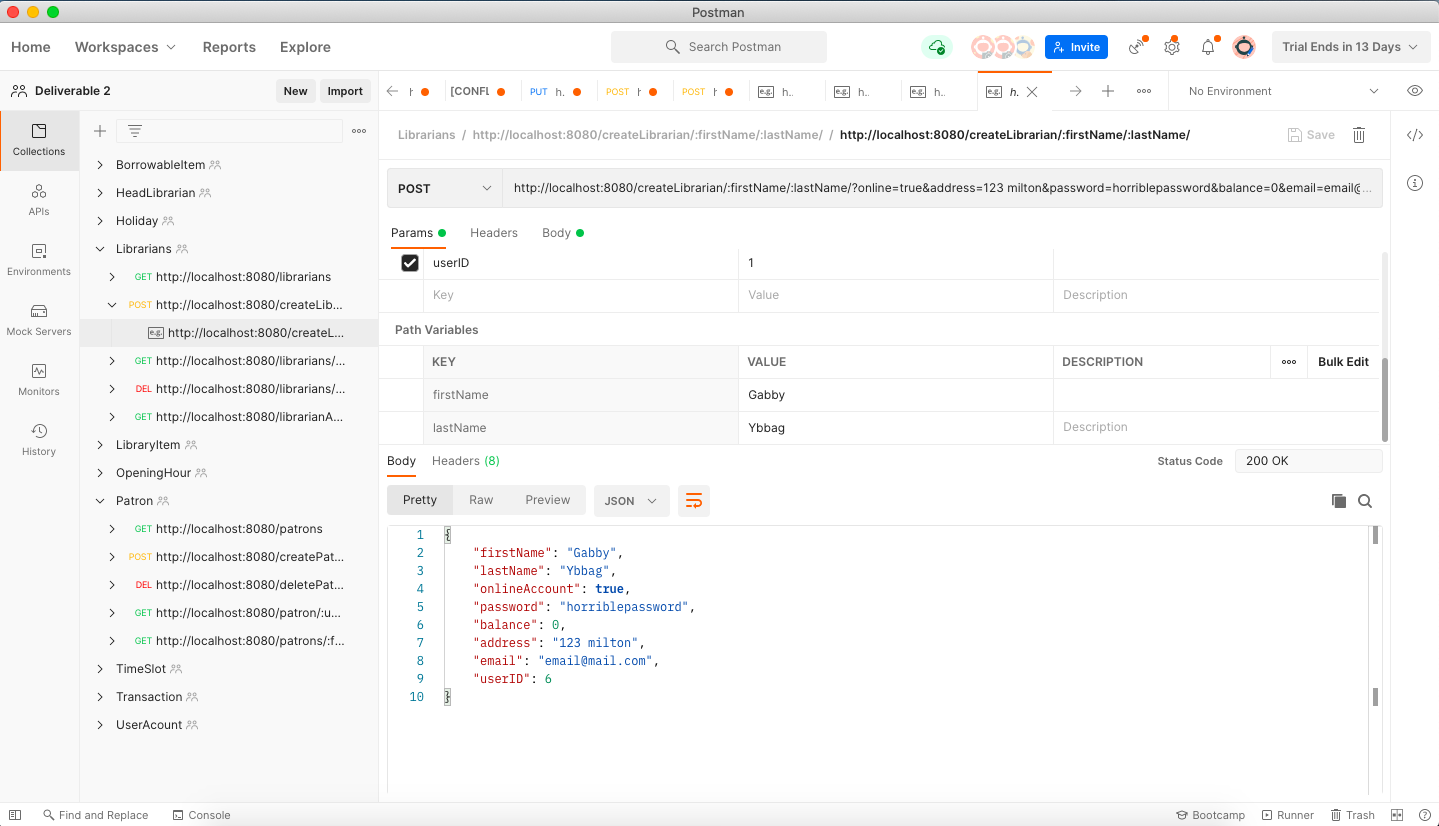 Postman
Home Workspaces Reports Explore Search Postman Invite Trial Ends in 13 Days
Deliverable 2 New Import
h [CONFL PUT h. POST h POST h e.g. h.. e.g. h.. e.g. h.. e.g. h. No Environment
Collections
APIs
Environments
Mock Servers
Monitors
History
BorrowableItem
HeadLibrarian
Holiday
Librarians
GET http://localhost:8080/librarians
POST http://localhost:8080/createLib...
e.g. http://localhost:8080/createL...
GET http://localhost:8080/librarians/...
DEL http://localhost:8080/librarians/...
GET http://localhost:8080/librarianA...
LibraryItem
OpeningHour
Patron
GET http://localhost:8080/patrons
POST http://localhost:8080/createPat...
DEL http://localhost:8080/deletePat...
GET http://localhost:8080/patron/:u...
GET http://localhost:8080/patrons/:f...
TimeSlot
Transaction
UserAcount
Librarians / http://localhost:8080/createLibrarian/:firstName/:lastName/ / http://localhost:8080/createLibrarian/:firstName/:lastName/ Save
POST http://localhost:8080/createLibrarian/:firstName/:lastName/?online=true&address=123 milton&password=horriblepassword&balance=0&email=email@...
Params Headers Body
userID 1
Key Value Description
Path Variables
KEY VALUE DESCRIPTION Bulk Edit
firstName Gabby
lastName Ybbag Description
Body Headers (8) Status Code 200 OK
Pretty Raw Preview JSON
1 {
2 "firstName": "Gabby",
3 "lastName": "Ybbag",
4 "onlineAccount": true,
5 "password": "horriblepassword",
6 "balance": 0,
7 "address": "123 milton",
8 "email": "email@mail.com",
9 "userID": 6
10 }
Find and Replace Console Bootcamp Runner Trash